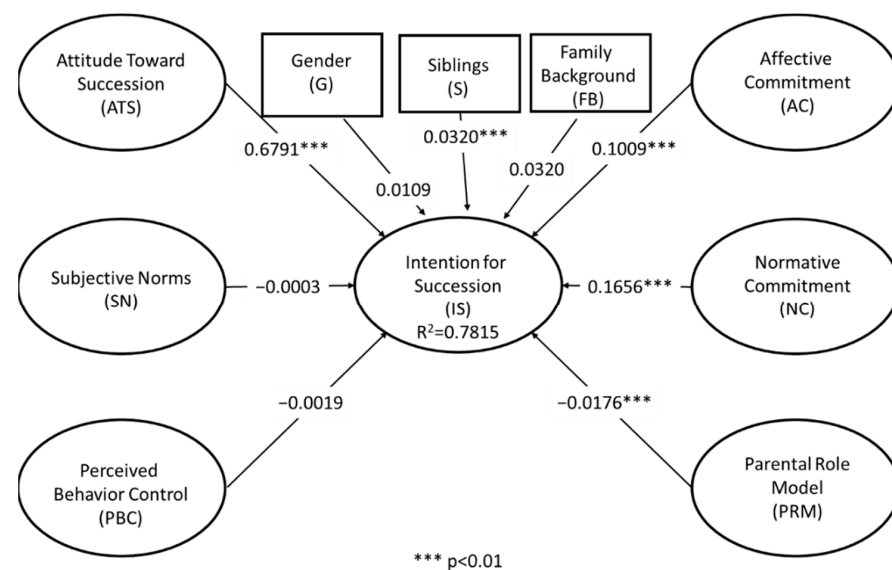 Attitude Toward
Succession
(ATS)
Gender
(G)
Siblings
(S)
Family
Background
(FB)
Affective
Commitment
(AC)
0.6791***
0.0109
0.0320***
0.0320
0.1009***
Subjective Norms
(SN)
−0.0003
Intention for
Succession
(IS)
R²=0.7815
0.1656***
Normative
Commitment
(NC)
−0.0019
−0.0176***
Perceived
Behavior Control
(PBC)
Parental Role
Model
(PRM)
*** p<0.01